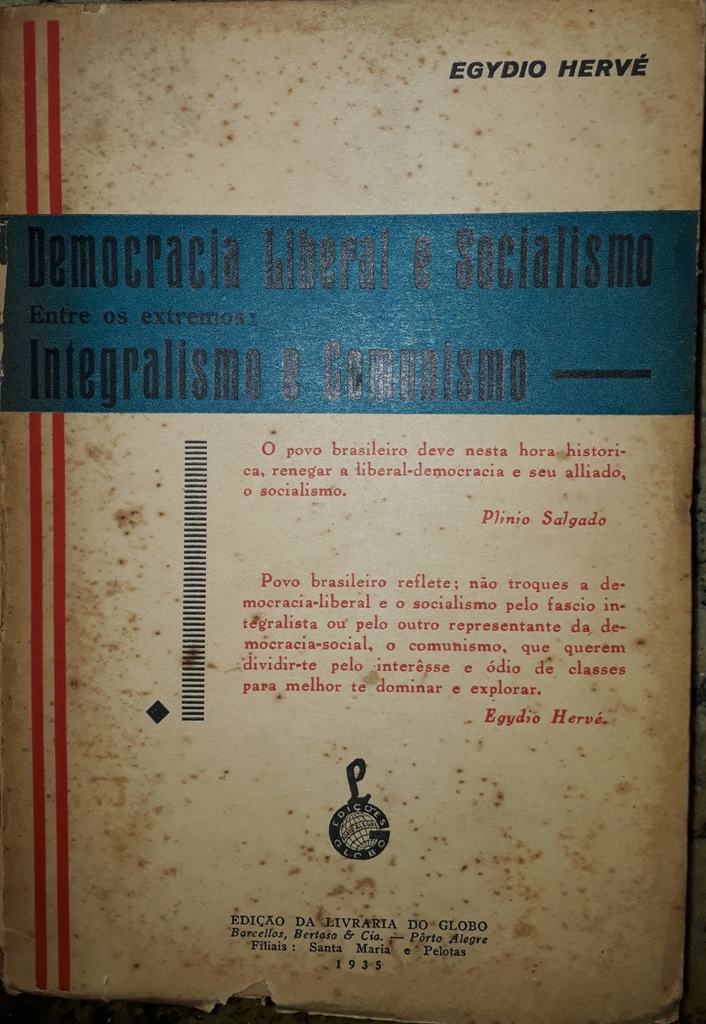 EGYDIO HERVÉ
Democracia Liberal e Socialismo
Entre os extremos:
Integralismo e Comunismo —
O povo brasileiro deve nesta hora histori-
ca, renegar a liberal-democracia e seu alliado,
o socialismo.
Plinio Salgado
Povo brasileiro reflete; não troques a de-
mocracia-liberal e o socialismo pelo fascio in-
tegralista ou pelo outro representante da de-
mocracia-social, o comunismo, que querem
dividir-te pelo interêsse e ódio de classes
para melhor te dominar e explorar.
Egydio Hervé.
EDIÇÕES
GLOBO
EDIÇÃO DA LIVRARIA DO GLOBO
Barcellos, Bertaso & Cia. — Pôrto Alegre
Filiais: Santa Maria e Pelotas
1935